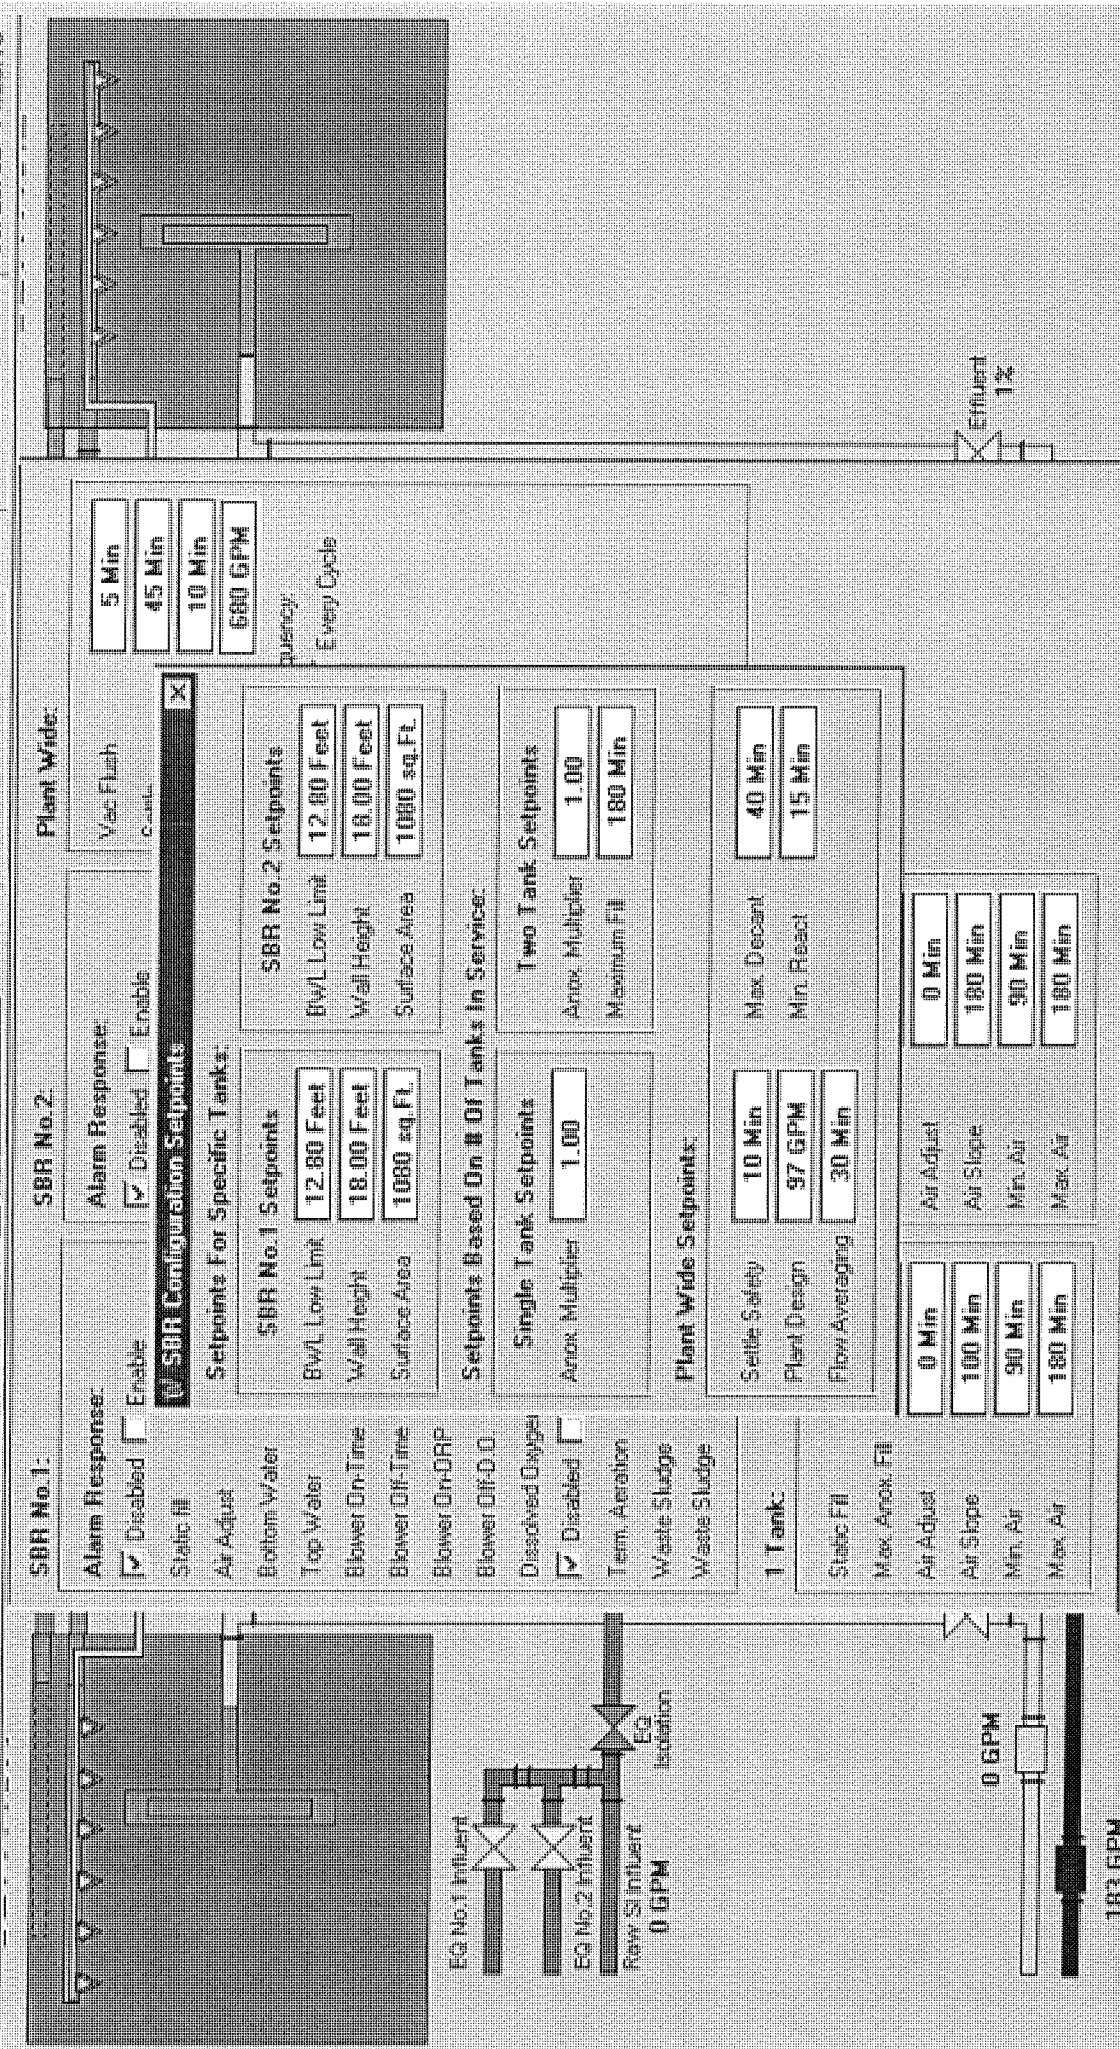 SBR No.1:
Alarm Response:
Disabled Enable
Static Fill
Air Adjust
Bottom Water
Top Water
Blower On-Time
Blower Off-Time
Blower On-ORP
Blower Off-D.O.
Dissolved Oxygen
Disabled
Term. Aeration
Waste Sludge
Waste Sludge
1 Tank:
Static Fill
Max. Anox. Fill
Air Adjust 0 Min
Air Slope 100 Min
Min. Air 90 Min
Max. Air 180 Min
SBR No.2:
Alarm Response:
Disabled Enable
Air Adjust 0 Min
Air Slope 180 Min
Min. Air 90 Min
Max. Air 180 Min
Plant Wide:
Vac Flush 5 Min
45 Min
10 Min
680 GPM
quency:
Every Cycle
SBR Configuration Setpoints
Setpoints For Specific Tanks:
SBR No.1 Setpoints
BWL Low Limit 12.80 Feet
Wall Height 18.00 Feet
Surface Area 1080 sq.Ft.
SBR No.2 Setpoints
BWL Low Limit 12.80 Feet
Wall Height 18.00 Feet
Surface Area 1080 sq.Ft.
Setpoints Based On # Of Tanks In Service:
Single Tank Setpoints
Anox. Multiplier 1.00
Two Tank Setpoints
Anox. Multiplier 1.00
Maximum Fill 180 Min
Plant Wide Setpoints:
Settle Safety 10 Min
Plant Design 97 GPM
Flow Averaging 30 Min
Max. Decant 40 Min
Min. React 15 Min
EQ No.1 Influent
EQ No.2 Influent
Raw SI Influent
0 GPM
EQ
Isolation
0 GPM
183 GPM
Effluent
1%